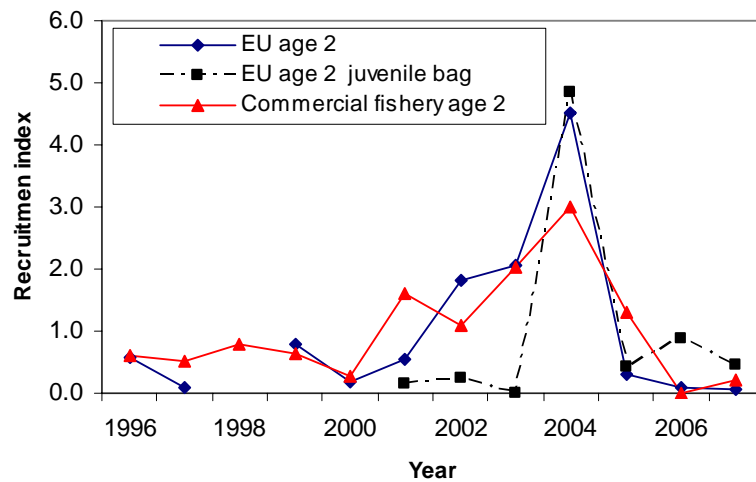 6.0
5.0
4.0
3.0
2.0
1.0
0.0
Recruitmen index
EU age 2
EU age 2 juvenile bag
Commercial fishery age 2
1996 1998 2000 2002 2004 2006
Year